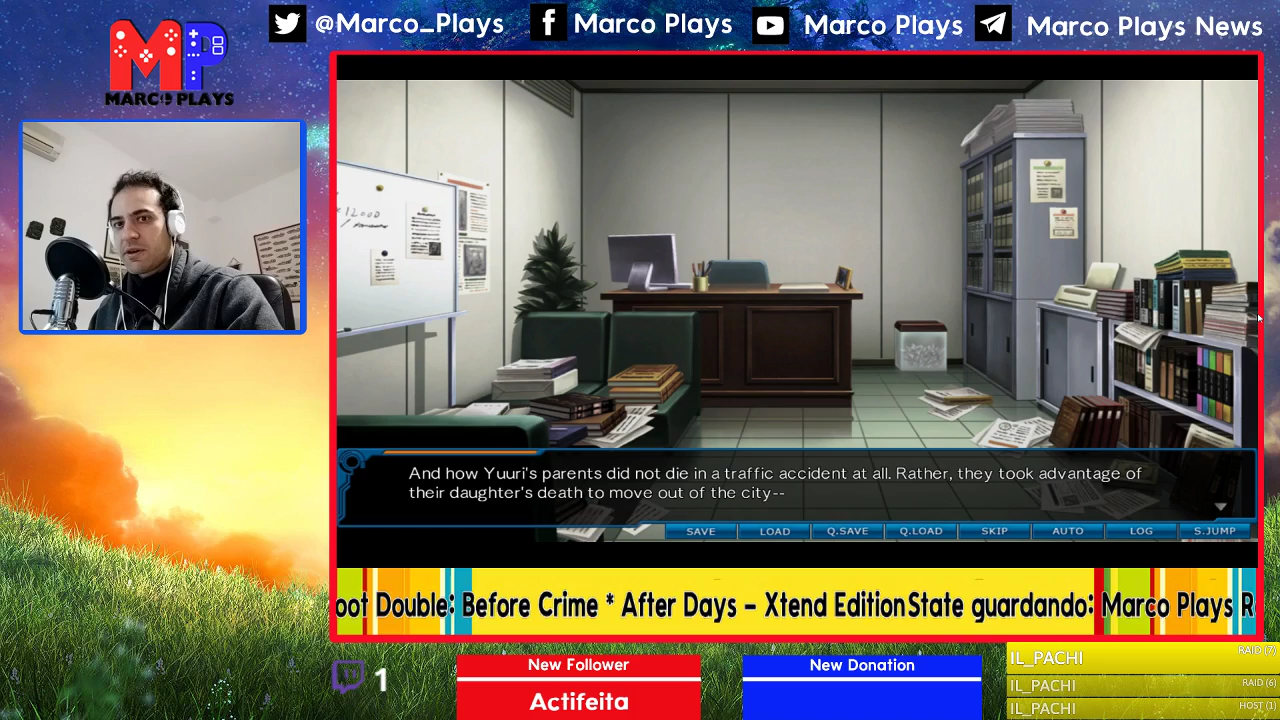 @Marco_Plays
Marco Plays
Marco Plays
Marco Plays News
MP
MARCO PLAYS
12000
And how Yuuri's parents did not die in a traffic accident at all. Rather, they took advantage of
their daughter's death to move out of the city--
SAVE
LOAD
Q.SAVE
Q.LOAD
SKIP
AUTO
LOG
S.JUMP
oot Double: Before Crime * After Days - Xtend EditionState guardando: Marco Plays R
1
New Follower
Actifeita
New Donation
IL_PACHI
RAID (7)
IL_PACHI
RAID (6)
IL_PACHI
HOST (1)